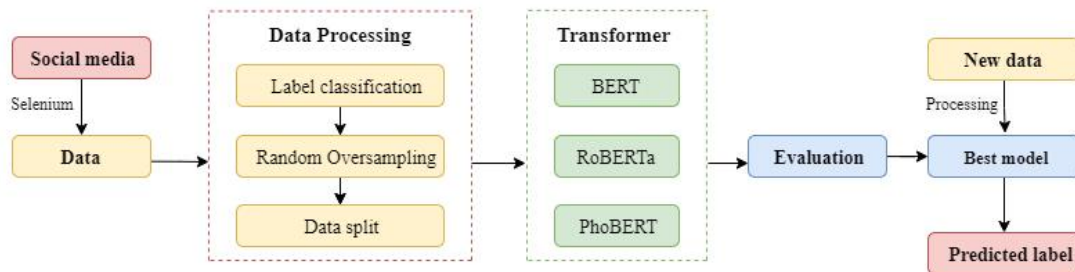 Social media
Selenium
Data
Data Processing
Label classification
Random Oversampling
Data split
Transformer
BERT
RoBERTa
PhoBERT
Evaluation
New data
Processing
Best model
Predicted label